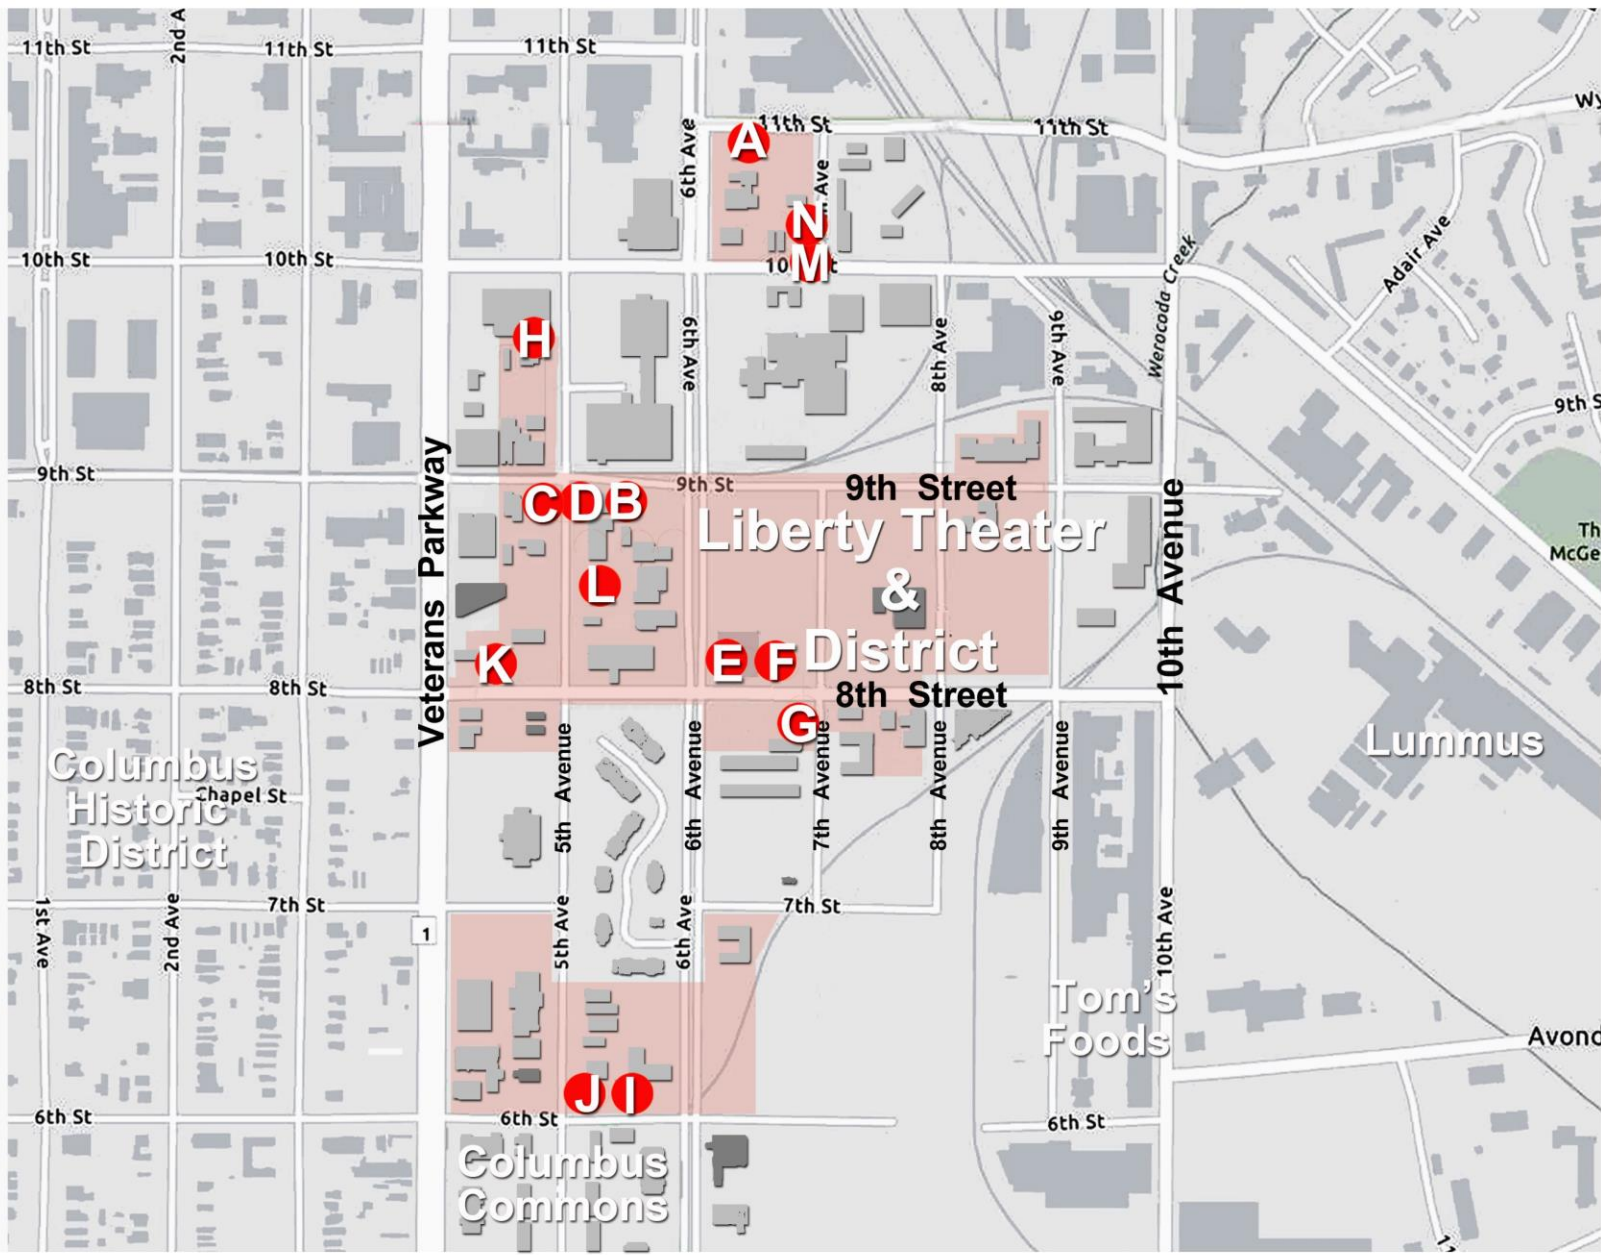 2nd A
11th St
11th St
11th St
11th St
11th St
Wy
A
6th Ave
Ave
N
10th St
10th St
M
Werocoda Creek
Adair Ave
H
6th Ave
8th Ave
9th Ave
9th S
9th St
9th St
9th Street
C
D
B
Veterans Parkway
Liberty Theater
&
District
10th Avenue
Th
McGe
L
K
E
F
8th St
8th St
8th Street
G
Columbus
Historic
District
Chapel St
5th Avenue
6th Avenue
7th Avenue
8th Avenue
9th Avenue
Lummus
1st Ave
2nd Ave
7th St
1
5th Ave
6th Ave
7th St
10th Ave
Tom's
Foods
Avond
J
I
6th St
6th St
6th St
Columbus
Commons